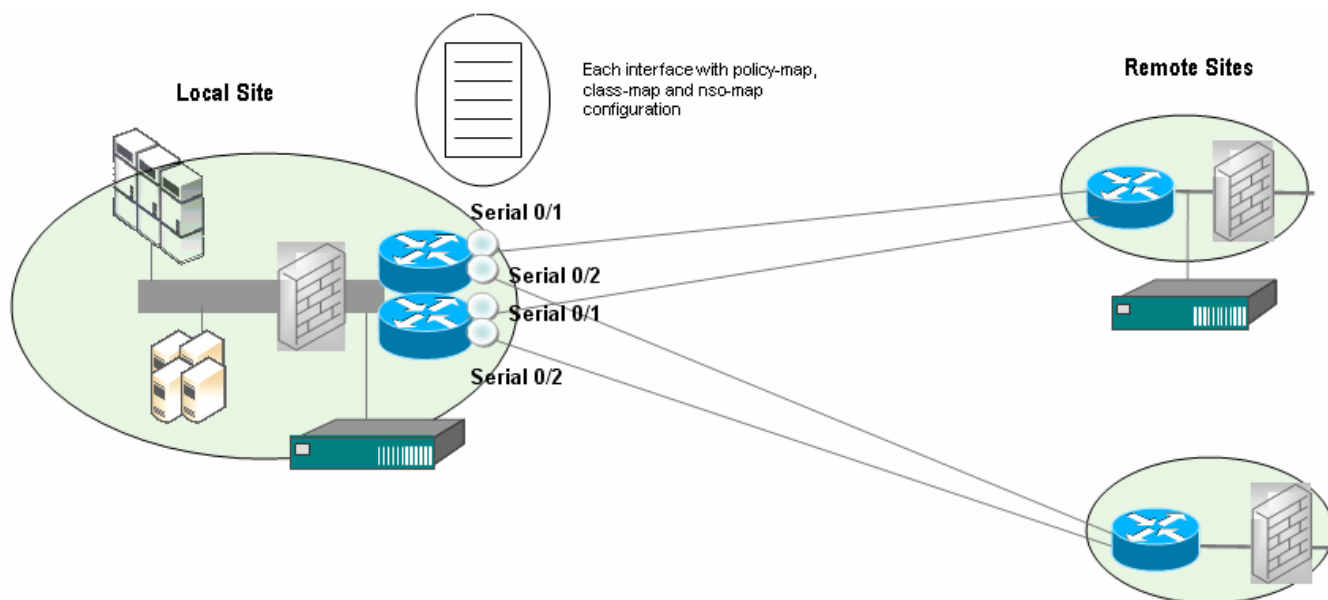 Each interface with policy-map,
class-map and nso-map
configuration
Remote Sites
Local Site
Serial 0/1
Serial 0/2
Serial 0/1
Serial 0/2